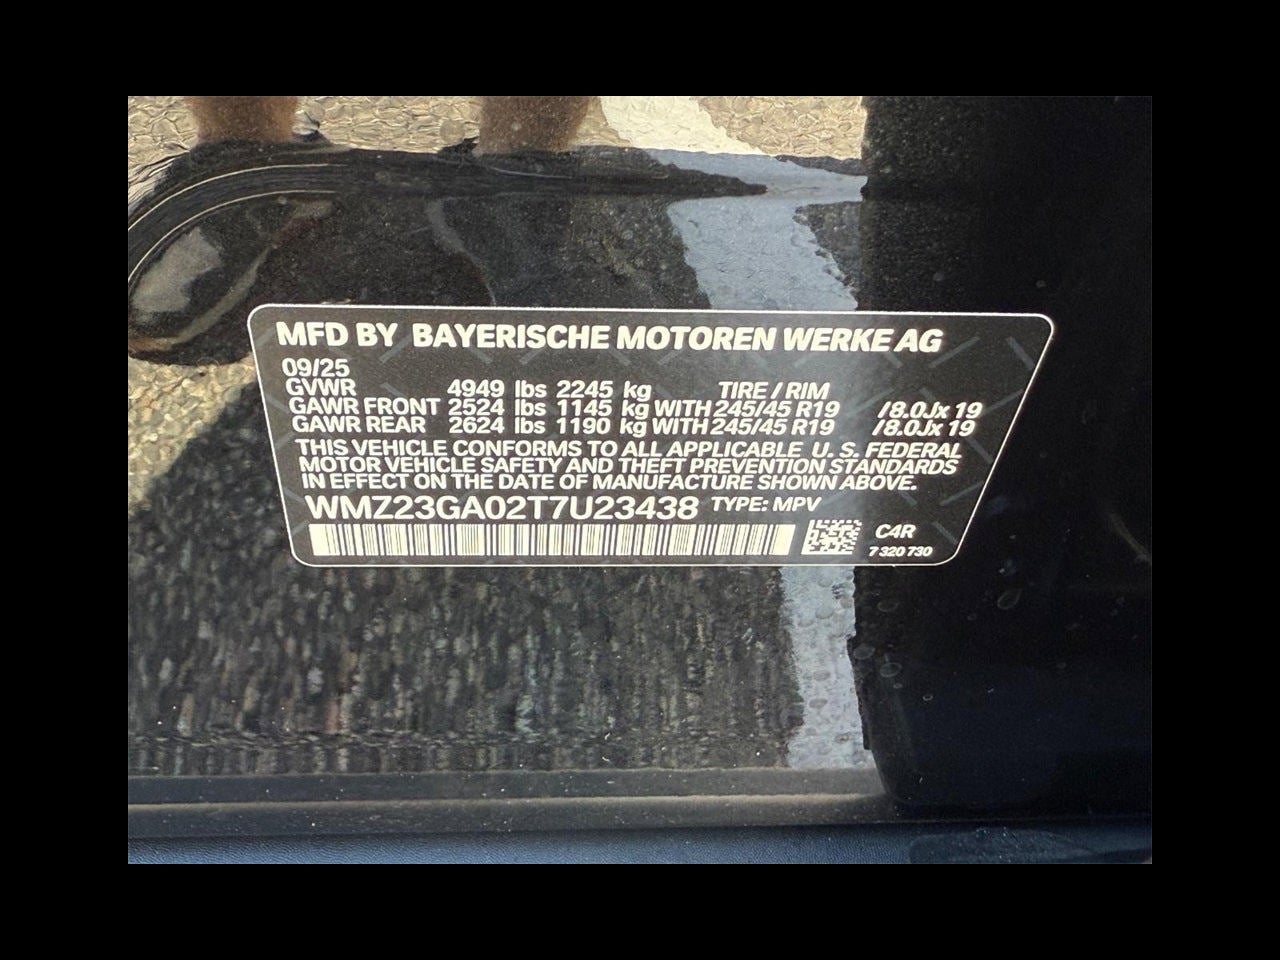 MFD BY BAYERISCHE MOTOREN WERKE AG
09/25
GVWR 4949 lbs 2245 kg TIRE / RIM
GAWR FRONT 2524 lbs 1145 kg WITH 245/45 R19 /8.0Jx 19
GAWR REAR 2624 lbs 1190 kg WITH 245/45 R19 /8.0Jx 19
THIS VEHICLE CONFORMS TO ALL APPLICABLE U. S. FEDERAL
MOTOR VEHICLE SAFETY AND THEFT PREVENTION STANDARDS
IN EFFECT ON THE DATE OF MANUFACTURE SHOWN ABOVE.
WMZ23GA02T7U23438 TYPE: MPV
C4R
7 320 730